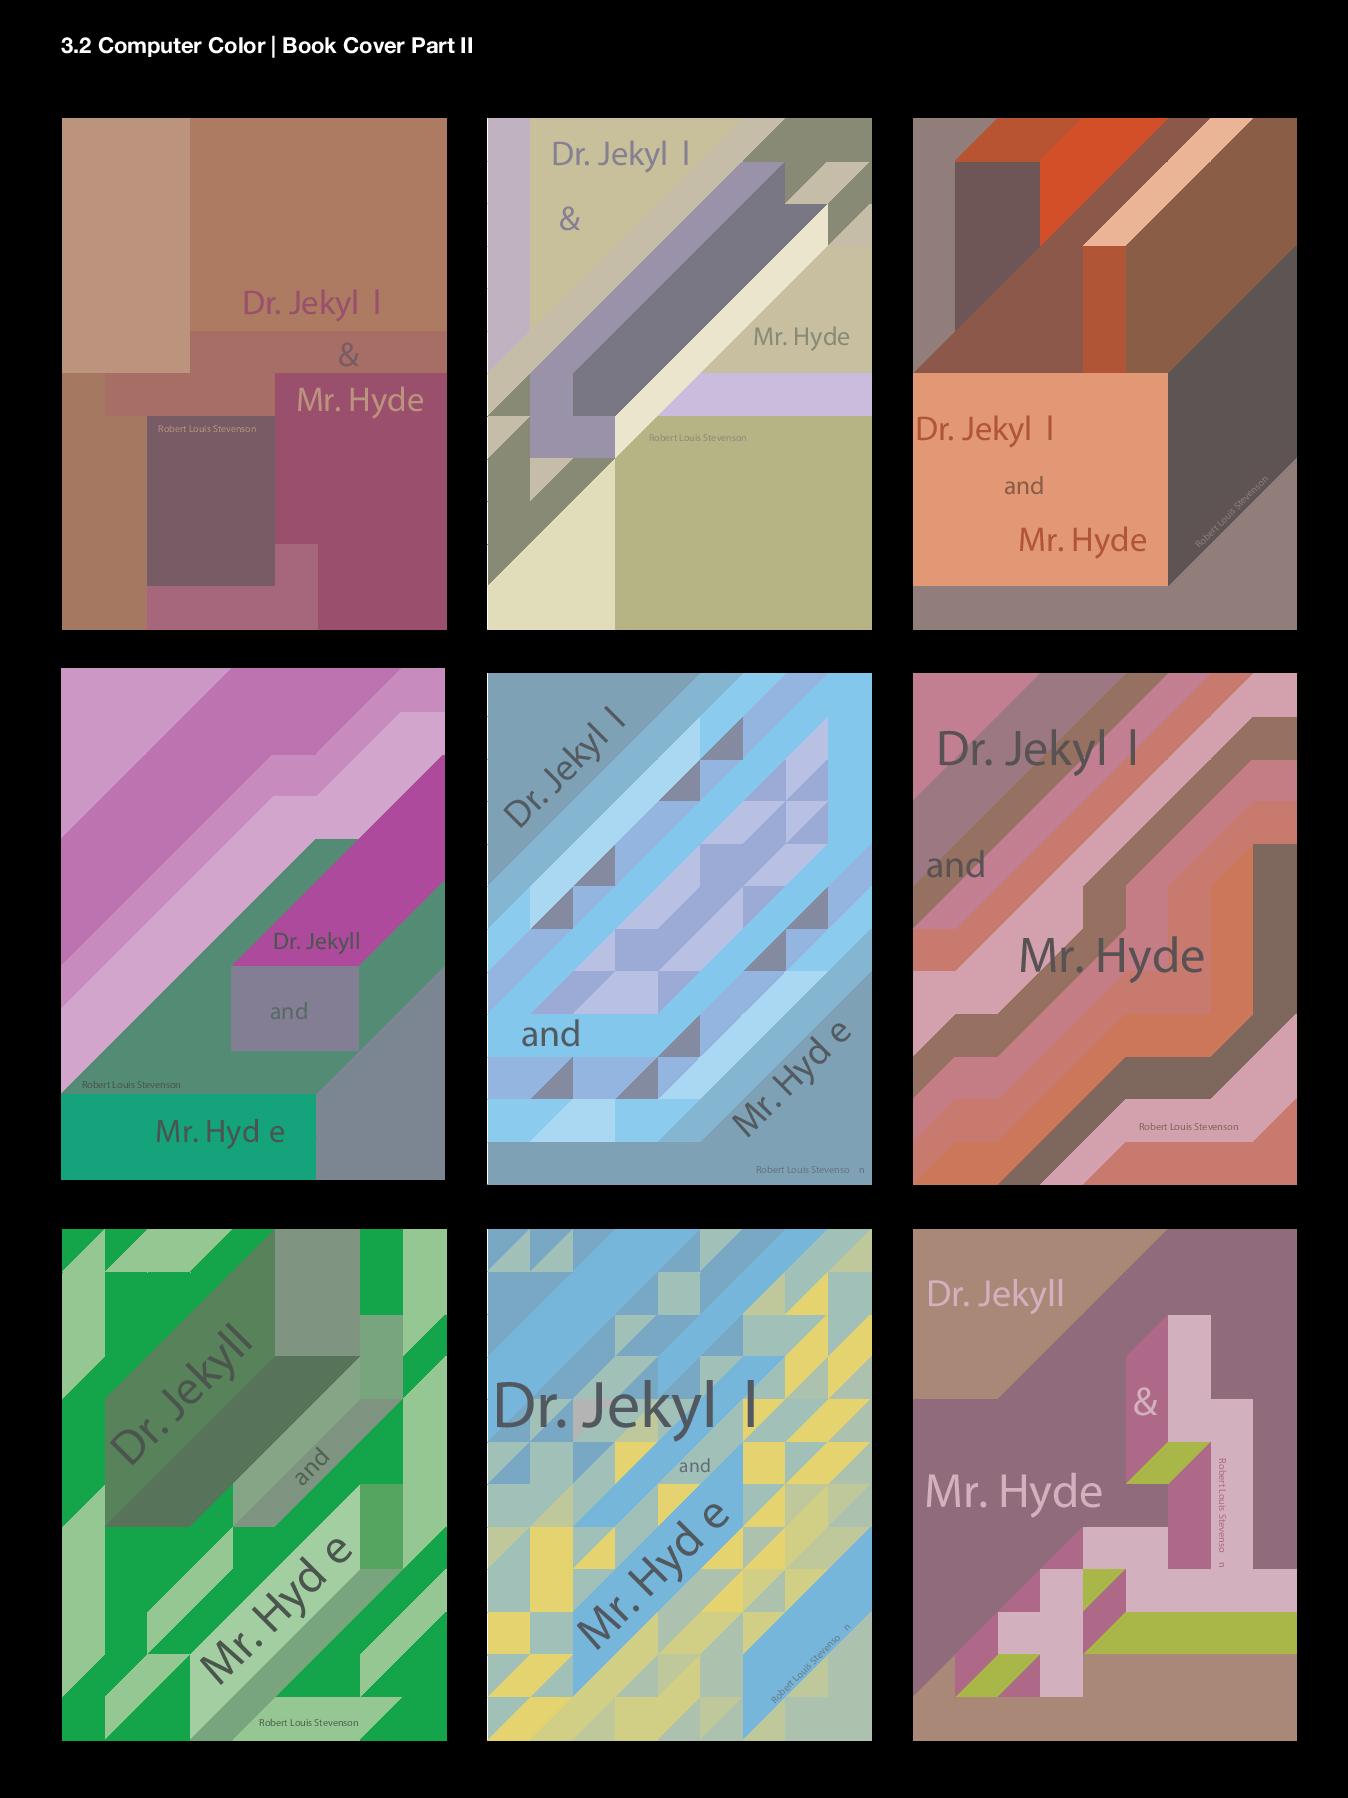 3.2 Computer Color | Book Cover Part II
Dr. Jekyl l
&
Mr. Hyde
Robert Louis Stevenson
Dr. Jekyl l
&
Mr. Hyde
Robert Louis Stevenson
Dr. Jekyl l
and
Mr. Hyde
Robert Louis Stevenson
Dr. Jekyll
and
Robert Louis Stevenson
Mr. Hyd e
Dr. Jekyl l
and
Mr. Hyd e
Robert Louis Stevenso n
Dr. Jekyl l
and
Mr. Hyde
Robert Louis Stevenson
Dr. Jekyll
and
Mr. Hyd e
Robert Louis Stevenson
Dr. Jekyl l
and
Mr. Hyd e
Robert Louis Stevenso n
Dr. Jekyll
&
Mr. Hyde
Robert Louis Stevenso n